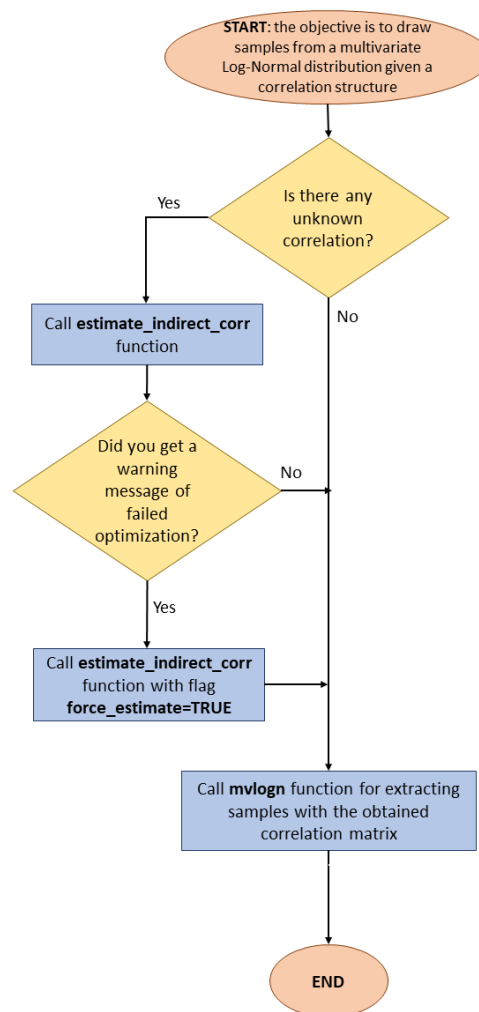 START: the objective is to draw
samples from a multivariate
Log-Normal distribution given a
correlation structure
Is there any
unknown
correlation?
Yes
No
Call estimate_indirect_corr
function
Did you get a
warning
message of
failed
optimization?
No
Yes
Call estimate_indirect_corr
function with flag
force_estimate=TRUE
Call mvlogn function for extracting
samples with the obtained
correlation matrix
END